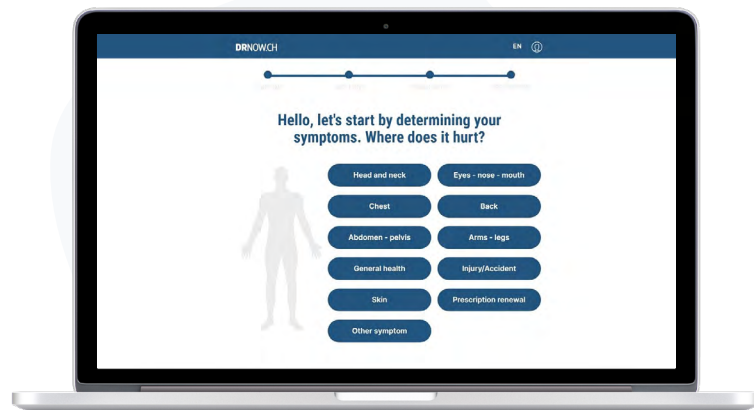 DRNOW.CH
EN
Hello, let's start by determining your
symptoms. Where does it hurt?
Head and neck
Eyes - nose - mouth
Chest
Back
Abdomen - pelvis
Arms - legs
General health
Injury/Accident
Skin
Prescription renewal
Other symptom